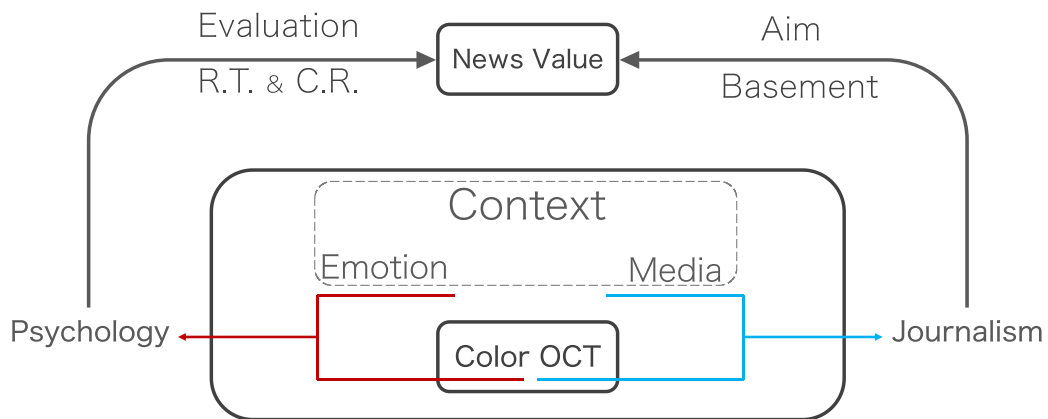 Evaluation
R.T. & C.R.
News Value
Aim
Basement
Context
Emotion
Media
Psychology
Color OCT
Journalism